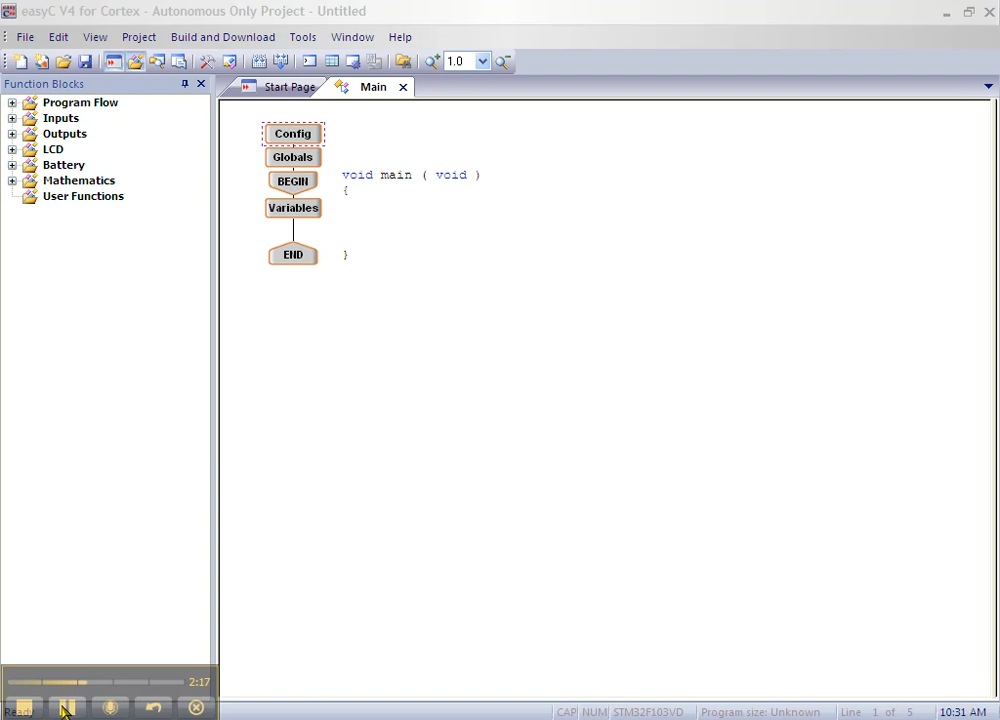 easyC V4 for Cortex - Autonomous Only Project - Untitled
File Edit View Project Build and Download Tools Window Help
1.0
Function Blocks
Start Page Main
Program Flow
Inputs
Outputs
LCD
Battery
Mathematics
User Functions
Config
Globals
BEGIN
void main ( void )
{
Variables
END
}
2:17
Ready
CAP NUM STM32F103VD Program size: Unknown Line 1 of 5 10:31 AM